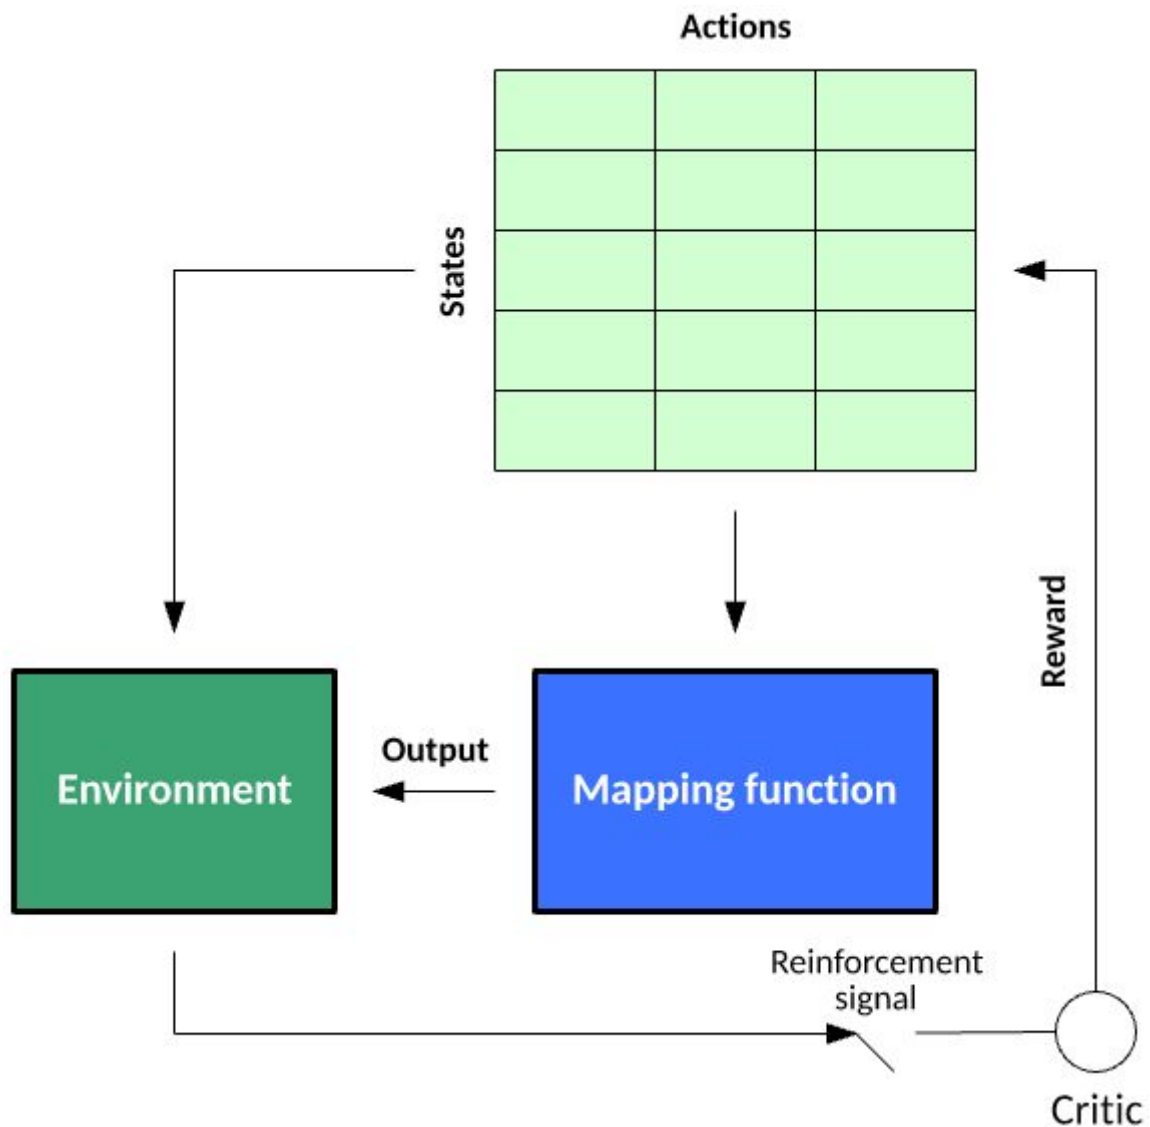 Actions
States
Reward
Output
Environment
Mapping function
Reinforcement
signal
Critic